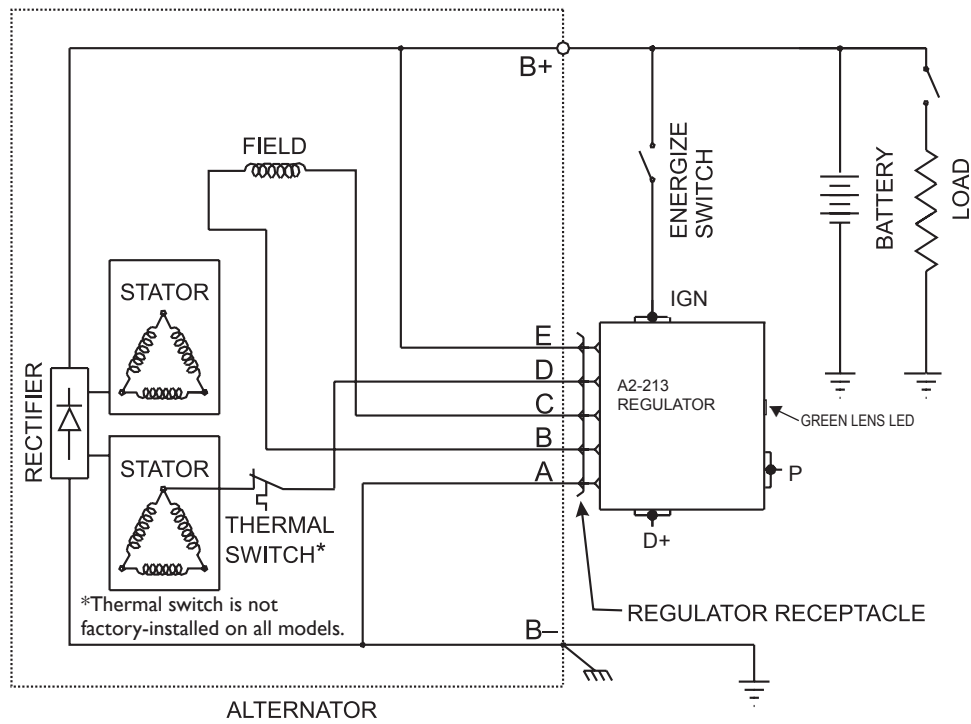 B+
FIELD
ENERGIZE
SWITCH
BATTERY
LOAD
STATOR
IGN
E
D
C
B
A
A2-213
REGULATOR
GREEN LENS LED
RECTIFIER
STATOR
P
THERMAL
SWITCH*
D+
*Thermal switch is not
factory-installed on all models.
REGULATOR RECEPTACLE
B–
ALTERNATOR